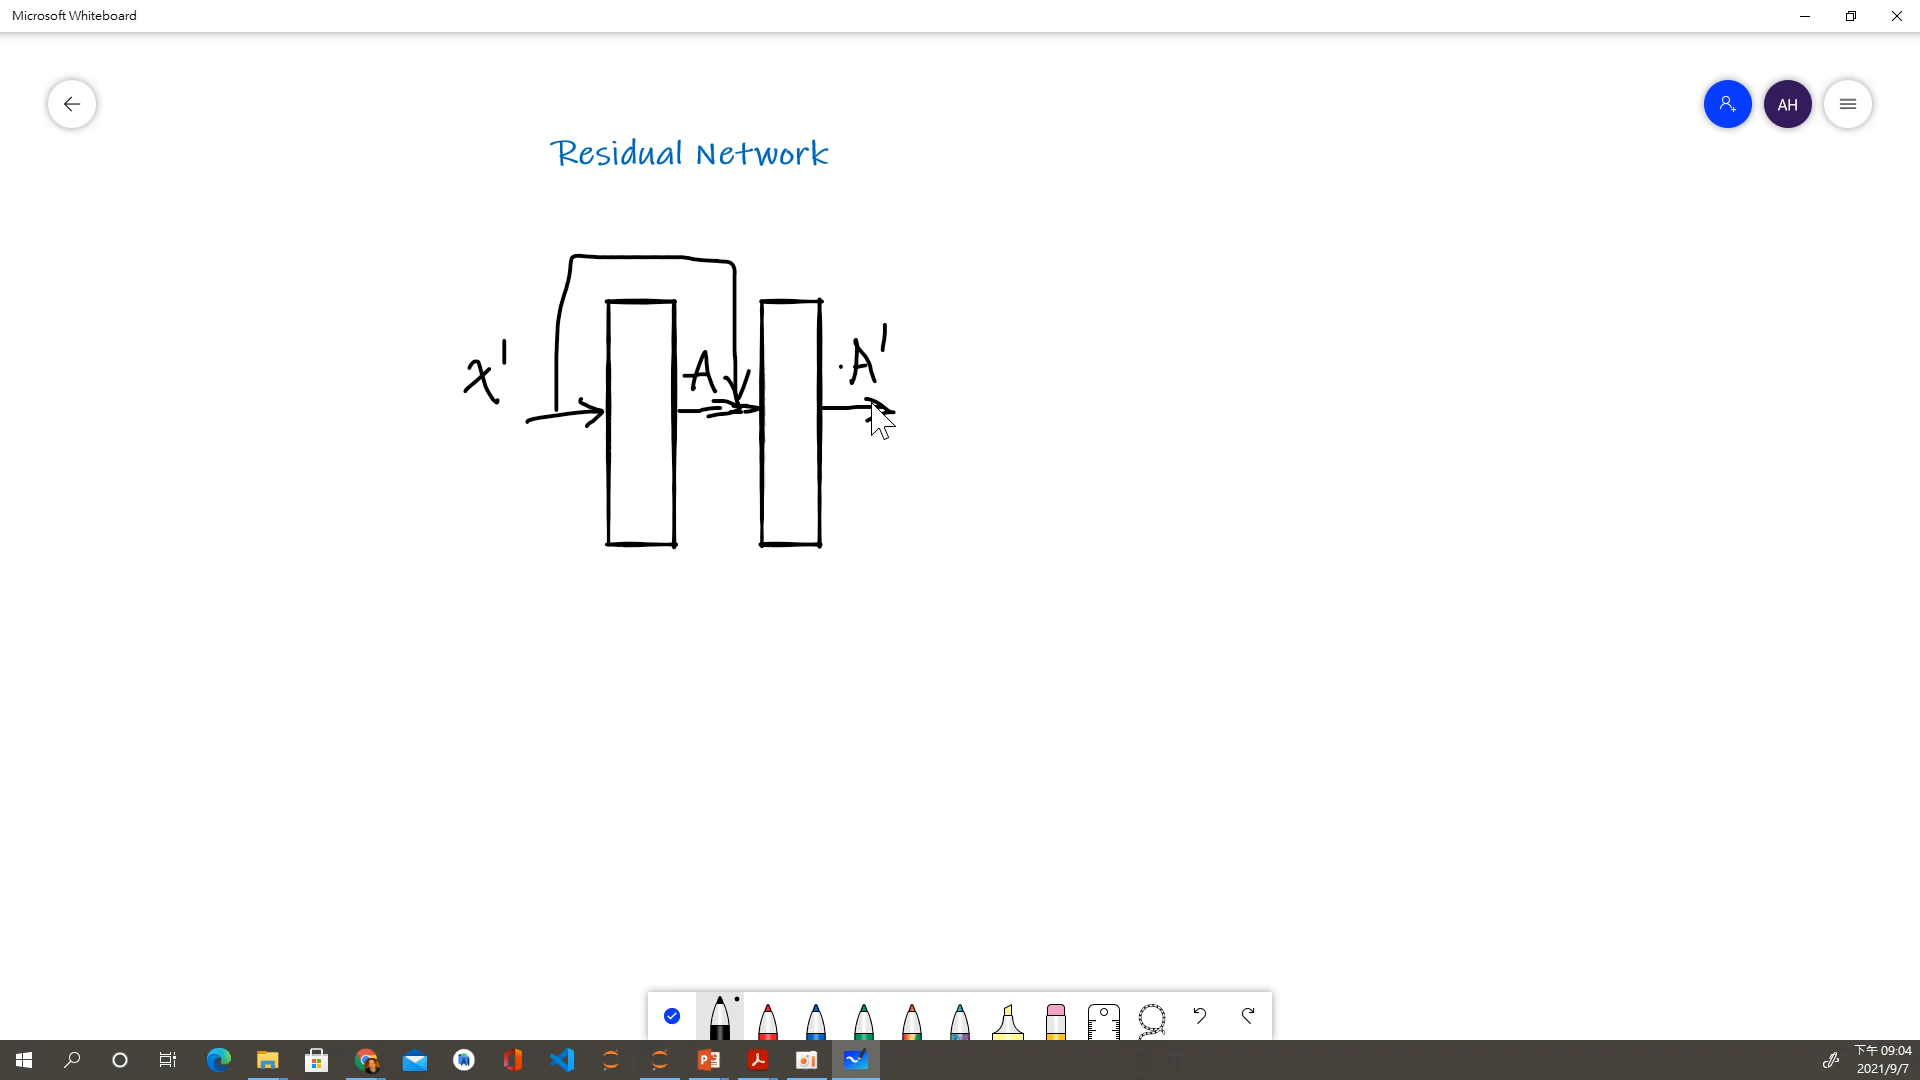 Microsoft Whiteboard
AH
Residual Network
x'
A
A'
下午 09:04
2021/9/7